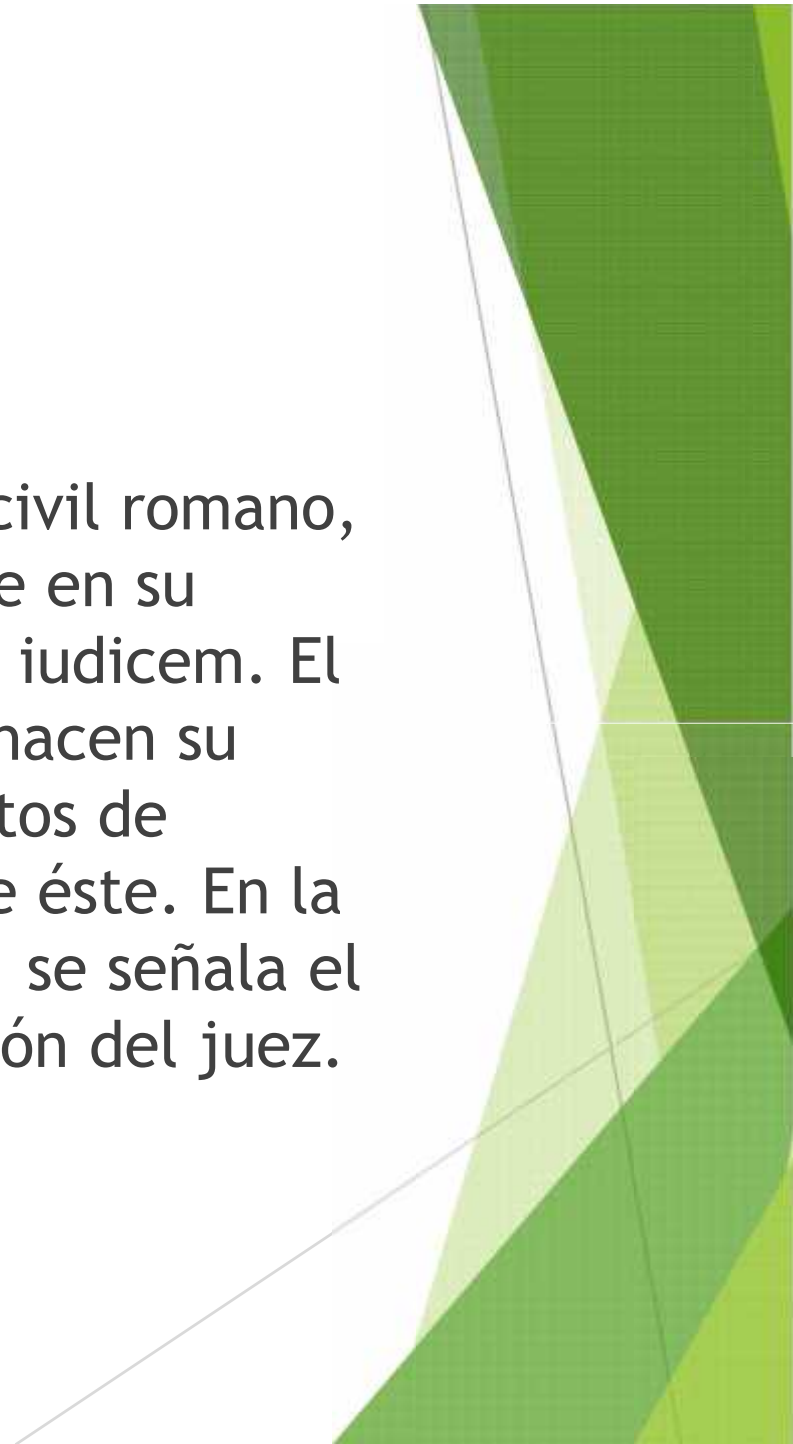 civil romano,
e en su
iudicem. El
hacen su
tos de
e éste. En la
se señala el
ón del juez.